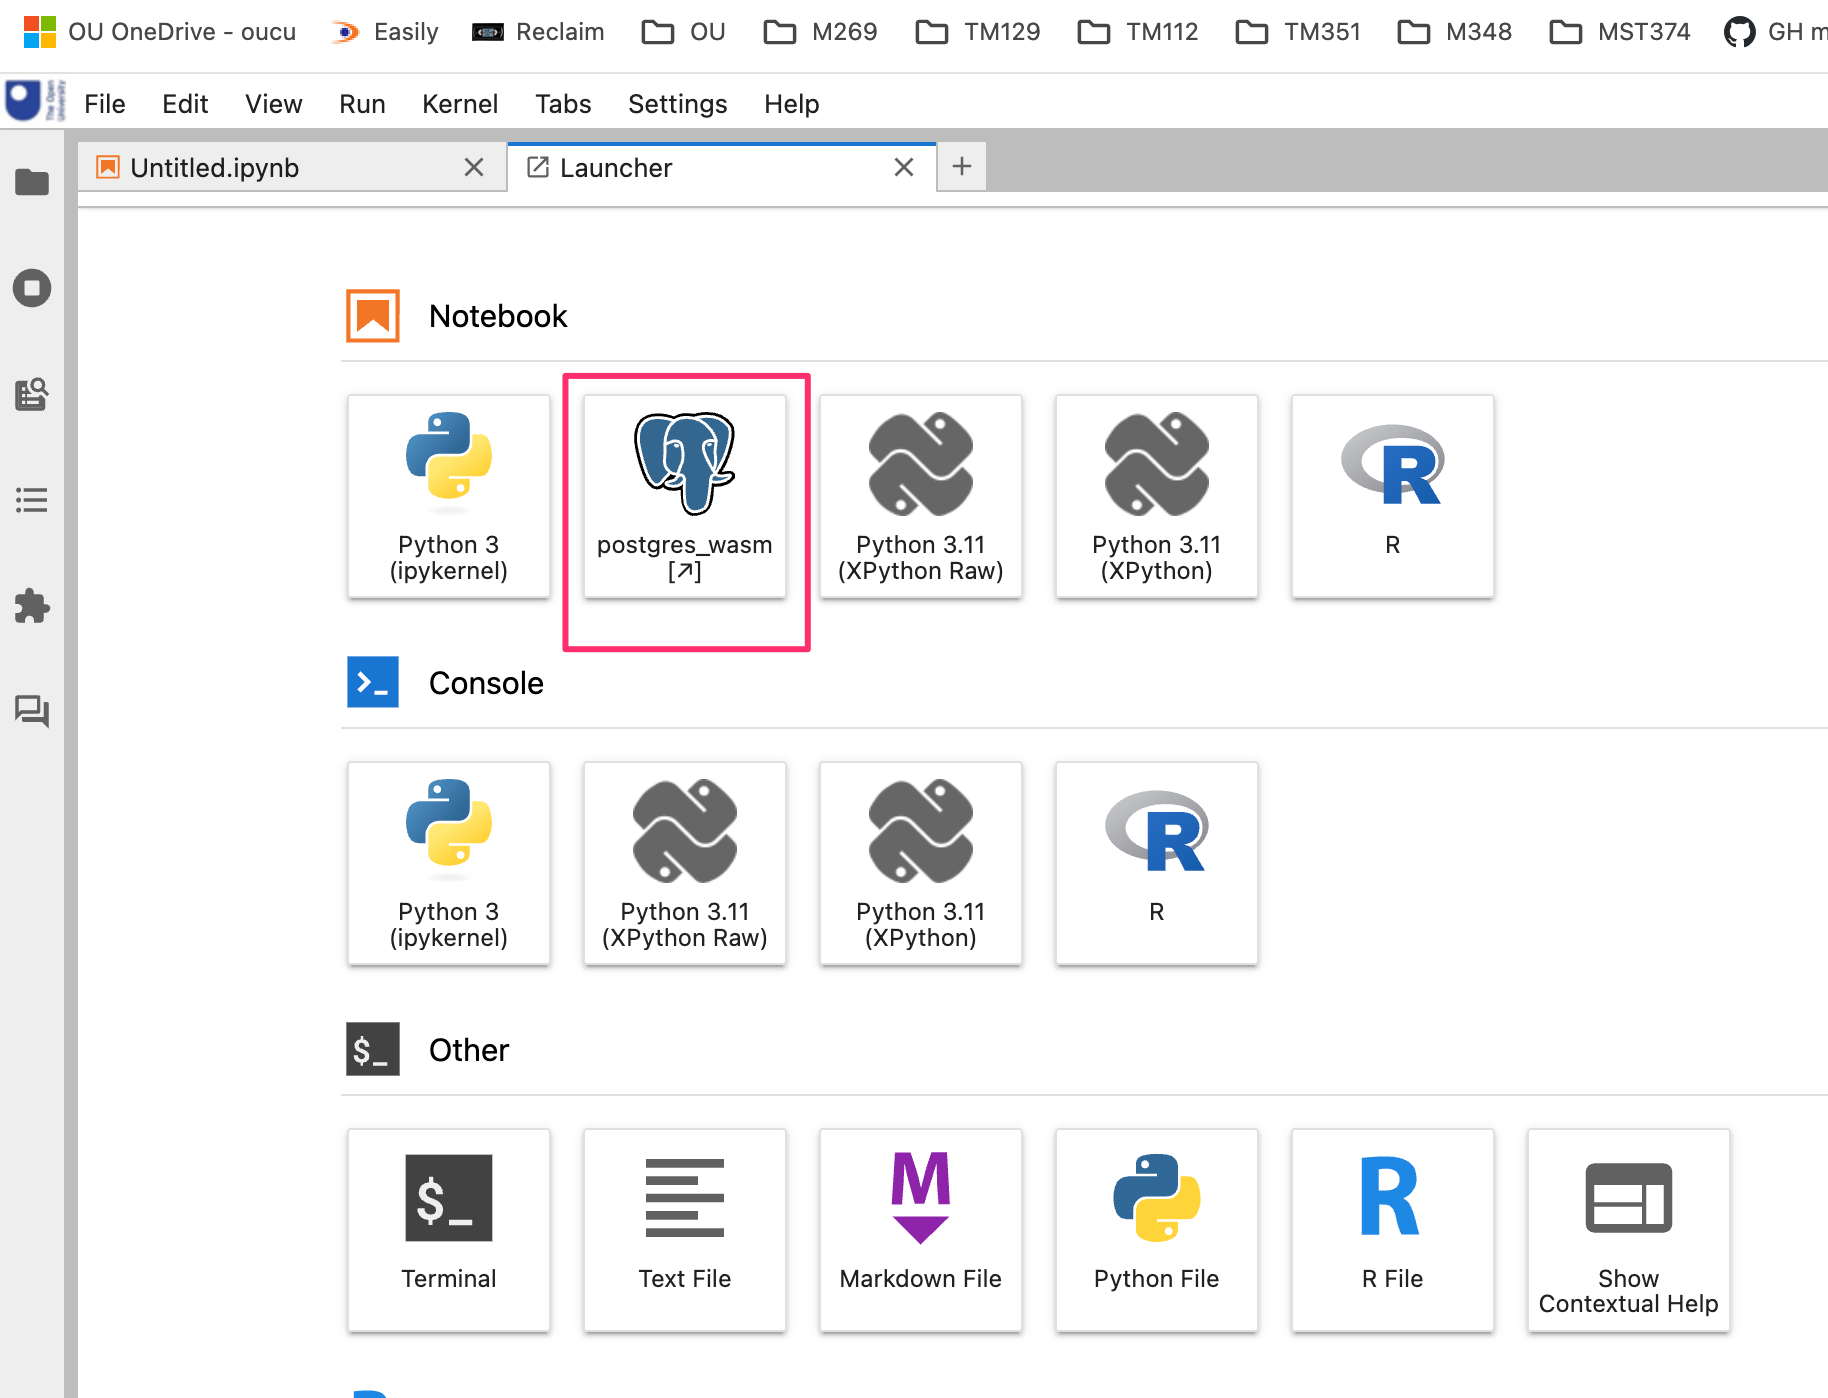 OU OneDrive - oucu Easily Reclaim OU M269 TM129 TM112 TM351 M348 MST374 GH m
The Open University
File Edit View Run Kernel Tabs Settings Help
Untitled.ipynb Launcher
Notebook
Python 3 postgres_wasm Python 3.11 Python 3.11 R
(ipykernel) [↗] (XPython Raw) (XPython)
>_ Console
Python 3 Python 3.11 Python 3.11 R
(ipykernel) (XPython Raw) (XPython)
$_ Other
$_ M R
Terminal Text File Markdown File Python File R File Show
Contextual Help